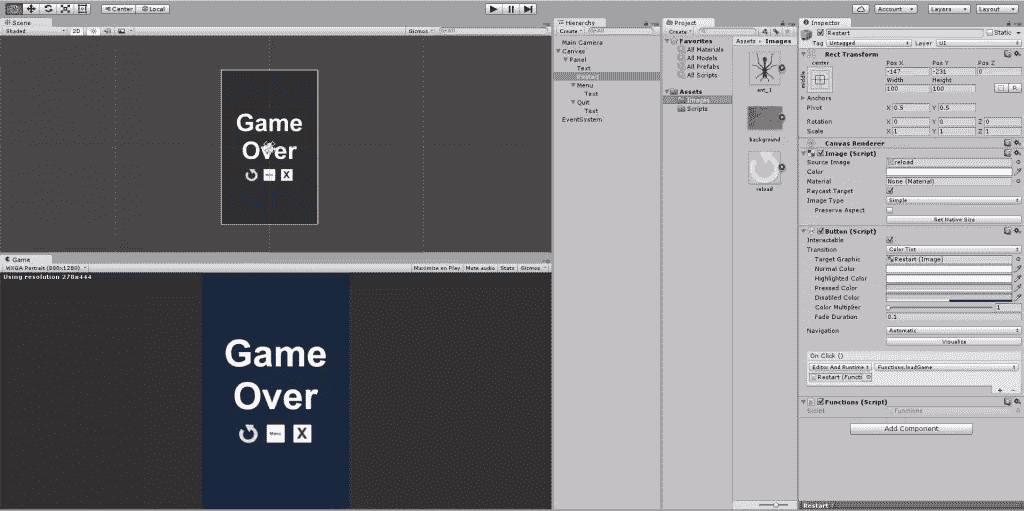 Center
Local
Account
Layers
Layout
Scene
Shaded
2D
Gizmos
All
Game
Over
Game
WXGA Portrait (800x1280)
Maximize on Play
Mute audio
Stats
Gizmos
Using resolution 278x444
Game
Over
Menu
X
Hierarchy
Create
All
Main Camera
Canvas
Panel
Text
Restart
Menu
Text
Quit
Text
EventSystem
Project
Create
Favorites
All Materials
All Models
All Prefabs
All Scripts
Assets
Images
Scripts
Assets
Images
ant_1
background
reload
Inspector
Restart
Static
Tag Untagged
Layer UI
Rect Transform
center
middle
Pos X
Pos Y
Pos Z
-147
-231
0
Width
Height
100
100
R
Anchors
Pivot
X 0.5
Y 0.5
Rotation
X 0
Y 0
Z 0
Scale
X 1
Y 1
Z 1
Canvas Renderer
Image (Script)
Source Image
reload
Color
Material
None (Material)
Raycast Target
Image Type
Simple
Preserve Aspect
Set Native Size
Button (Script)
Interactable
Transition
Color Tint
Target Graphic
Restart (Image)
Normal Color
Highlighted Color
Pressed Color
Disabled Color
Color Multiplier
1
Fade Duration
0.1
Navigation
Automatic
Visualize
On Click ()
Editor And Runtime
Functions.loadGame
Restart (Functi
Functions (Script)
Script
Functions
Add Component
Restart